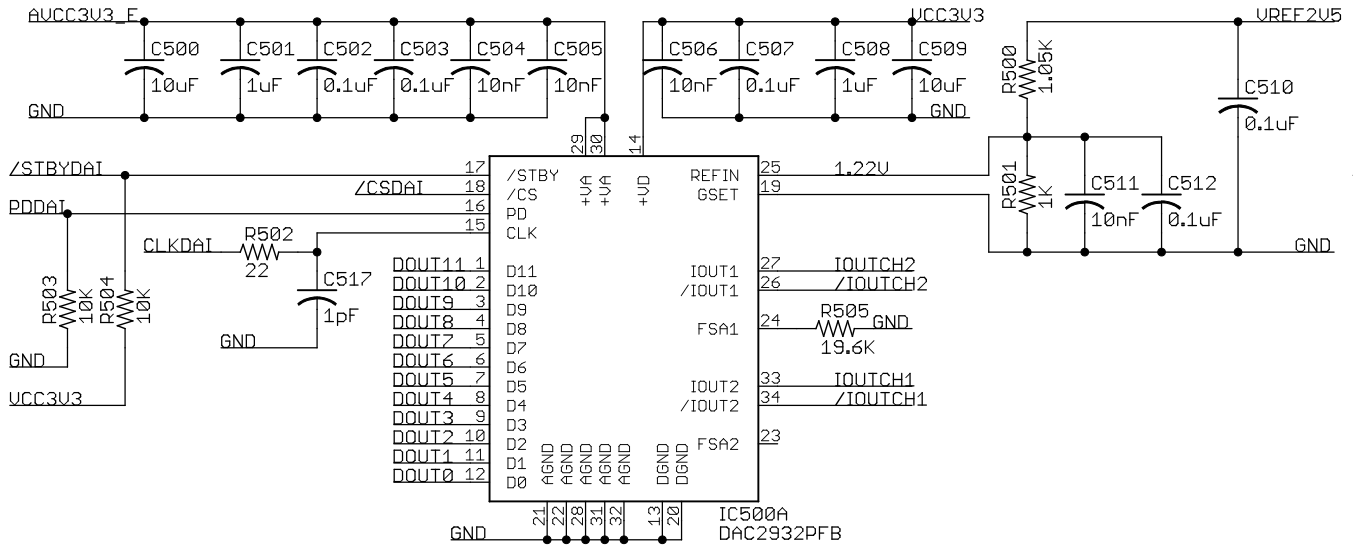 AVCC3V3_F
VCC3V3
VREF2V5
C500
10uF
C501
1uF
C502
0.1uF
C503
0.1uF
C504
10nF
C505
10nF
C506
10nF
C507
0.1uF
C508
1uF
C509
10uF
R500
1.05K
C510
0.1uF
GND
GND
29
30
14
/STBYDAI
17
/STBY
+VA
+VA
+VD
REFIN
25
1.22V
/CSDAI
18
/CS
GSET
19
R501
1K
C511
10nF
C512
0.1uF
PDDAI
16
PD
15
CLK
CLKDAI
R502
22
GND
R503
10K
R504
10K
C517
1pF
GND
GND
VCC3V3
DOUT11 1 D11
DOUT10 2 D10
DOUT9 3 D9
DOUT8 4 D8
DOUT7 5 D7
DOUT6 6 D6
DOUT5 7 D5
DOUT4 8 D4
DOUT3 9 D3
DOUT2 10 D2
DOUT1 11 D1
DOUT0 12 D0
IOUT1 27 IOUTCH2
/IOUT1 26 /IOUTCH2
FSA1 24
R505
19.6K
GND
IOUT2 33 IOUTCH1
/IOUT2 34 /IOUTCH1
FSA2 23
AGND
AGND
AGND
AGND
AGND
DGND
DGND
21
22
28
31
32
13
20
GND
IC500A
DAC2932PFB